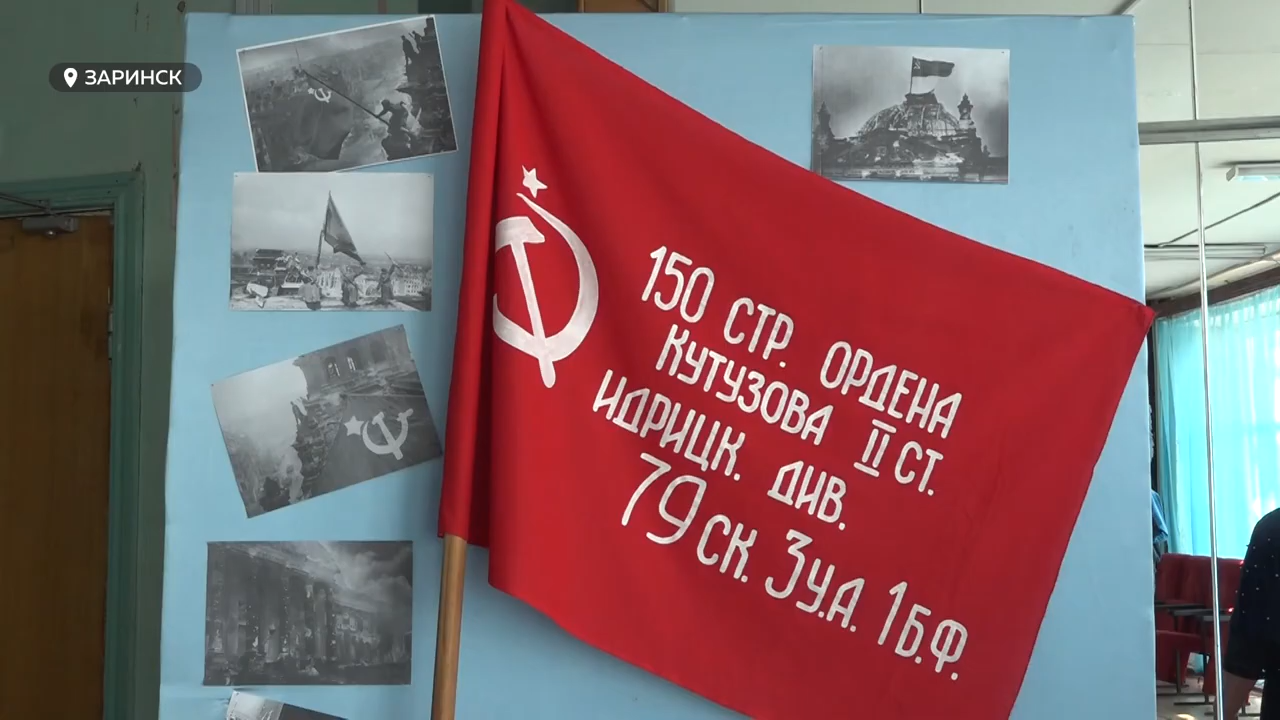 ЗАРИНСК
150 СТР. ОРДЕНА
КУТУЗОВА II СТ.
ИДРИЦК. ДИВ.
79 СК. 3 У.А. 1 Б.Ф.